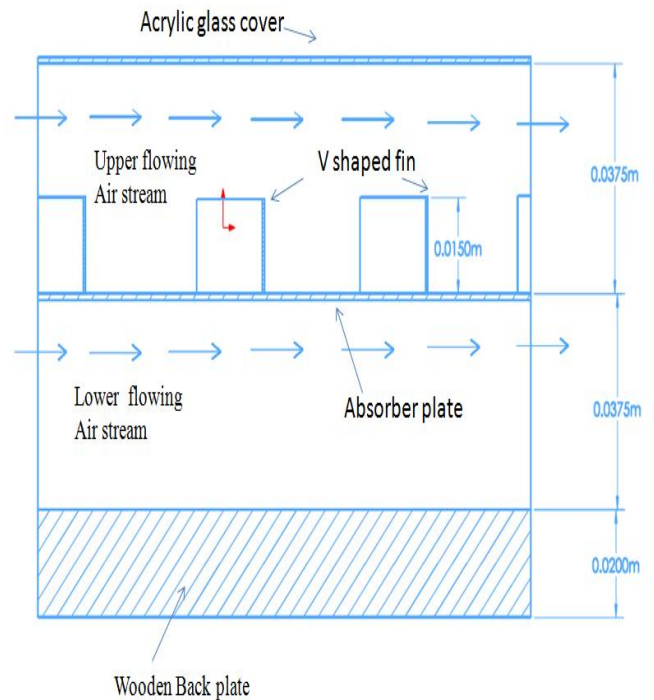 Acrylic glass cover
Upper flowing
Air stream
V shaped fin
0.0375m
0.0150m
Lower flowing
Air stream
Absorber plate
0.0375m
0.0200m
Wooden Back plate